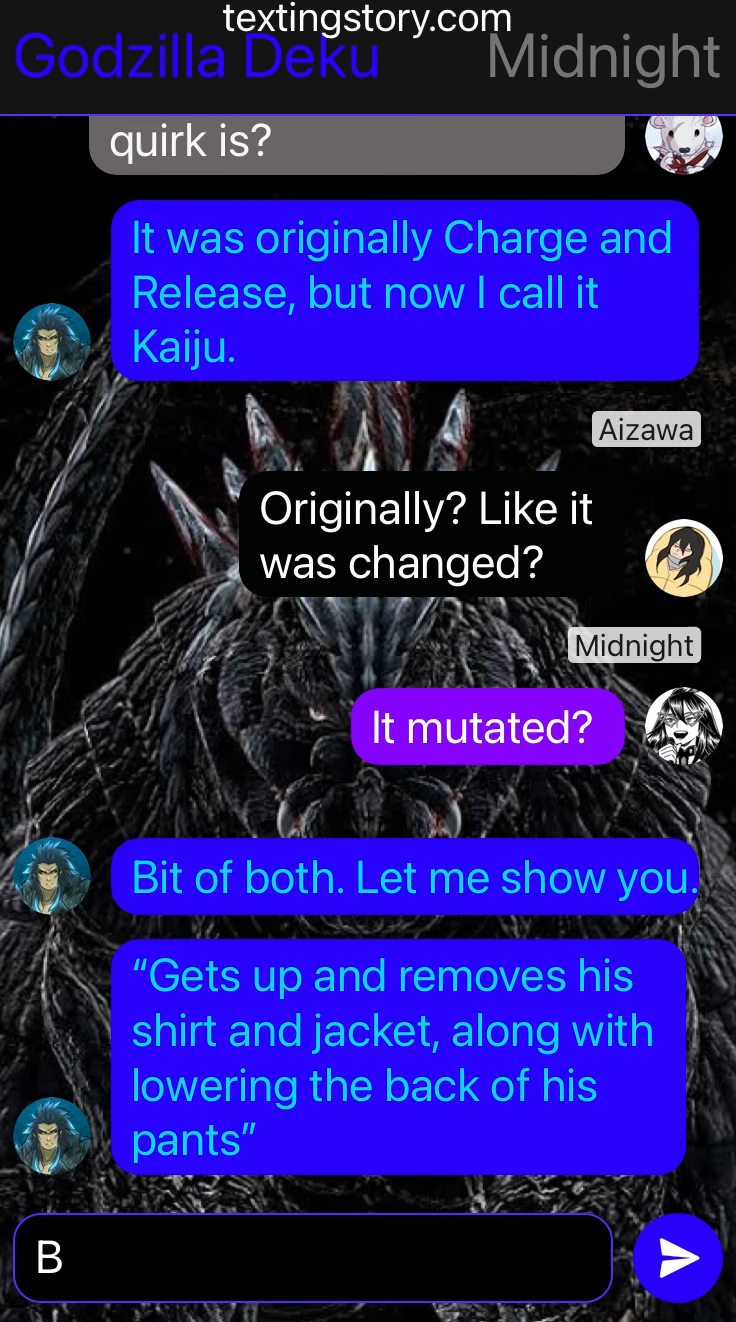 textingstory.com
Godzilla Deku Midnight
quirk is?
It was originally Charge and
Release, but now I call it
Kaiju.
Aizawa
Originally? Like it
was changed?
Midnight
It mutated?
Bit of both. Let me show you.
“Gets up and removes his
shirt and jacket, along with
lowering the back of his
pants”
B